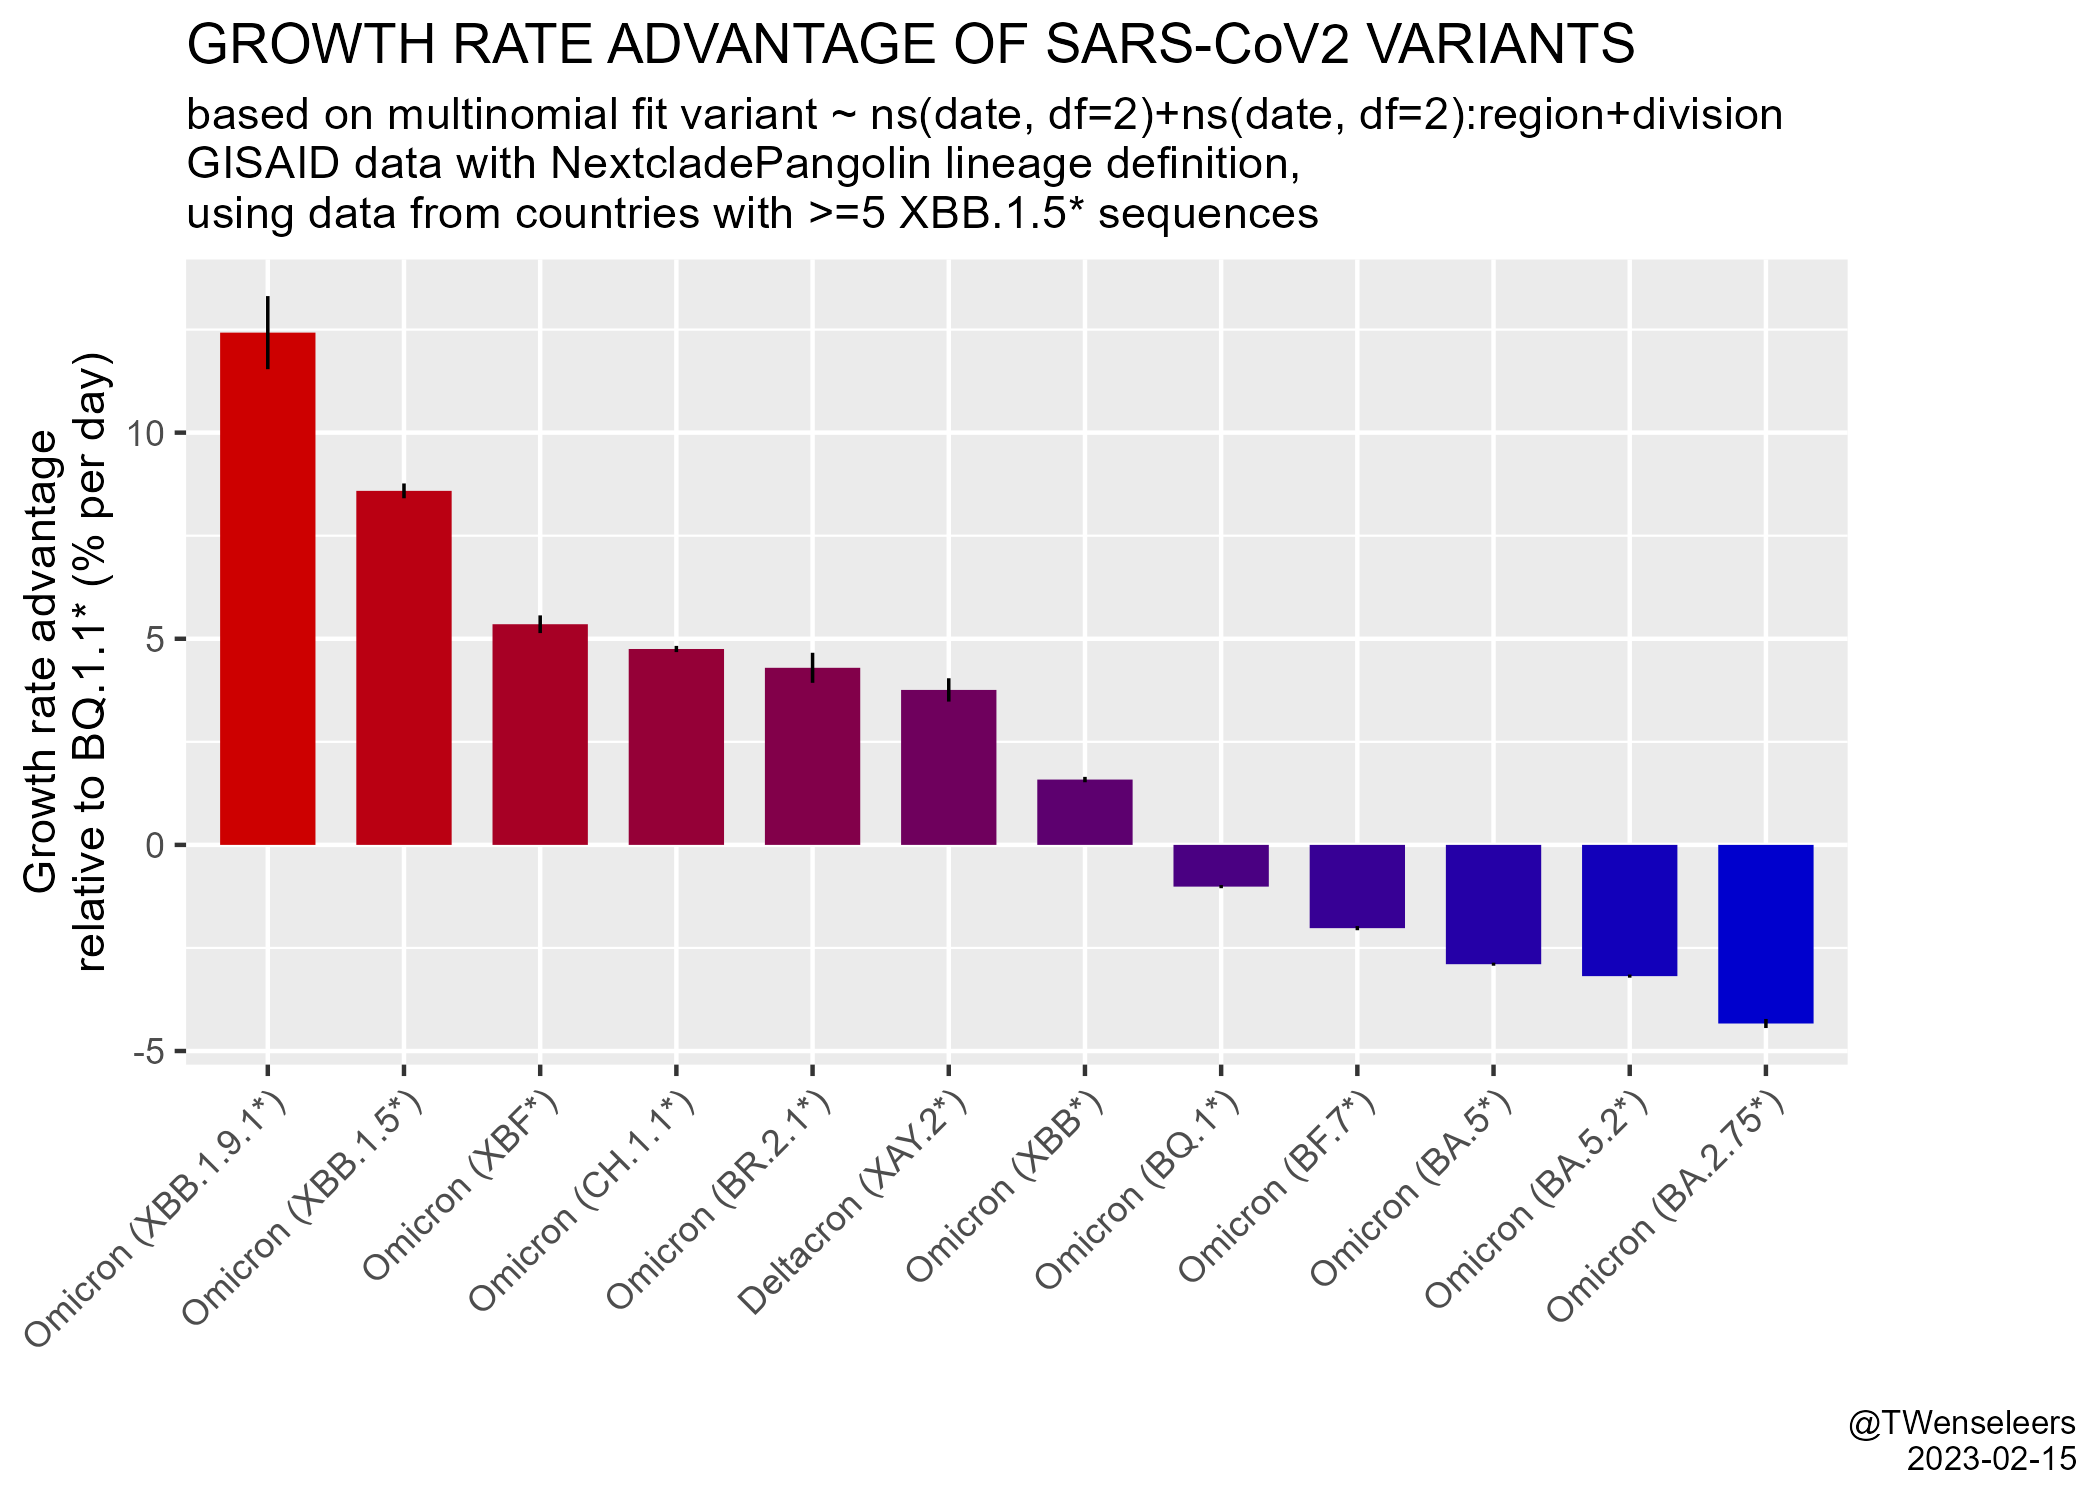 GROWTH RATE ADVANTAGE OF SARS-CoV2 VARIANTS
based on multinomial fit variant ~ ns(date, df=2)+ns(date, df=2):region+division
GISAID data with NextcladePangolin lineage definition,
using data from countries with >=5 XBB.1.5* sequences
Growth rate advantage
relative to BQ.1.1* (% per day)
10
5
0
-5
Omicron (XBB.1.9.1*)
Omicron (XBB.1.5*)
Omicron (XBF*)
Omicron (CH.1.1*)
Omicron (BR.2.1*)
Deltacron (XAY.2*)
Omicron (XBB*)
Omicron (BQ.1*)
Omicron (BF.7*)
Omicron (BA.5*)
Omicron (BA.5.2*)
Omicron (BA.2.75*)
@TWenseleers
2023-02-15